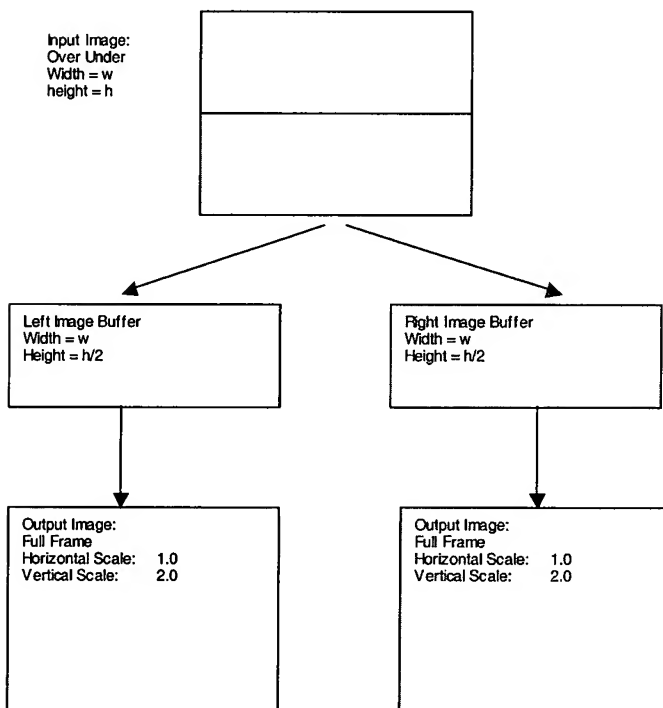 Input Image:
Over Under
Width = w
height = h
Left Image Buffer
Width = w
Height = h/2
Right Image Buffer
Width = w
Height = h/2
Output Image:
Full Frame
Horizontal Scale: 1.0
Vertical Scale: 2.0
Output Image:
Full Frame
Horizontal Scale: 1.0
Vertical Scale: 2.0